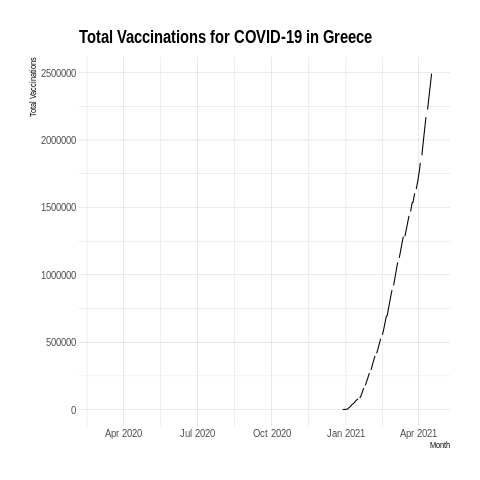 Total Vaccinations for COVID-19 in Greece
Total Vaccinations
2500000
2000000
1500000
1000000
500000
0
Apr 2020 Jul 2020 Oct 2020 Jan 2021 Apr 2021
Month